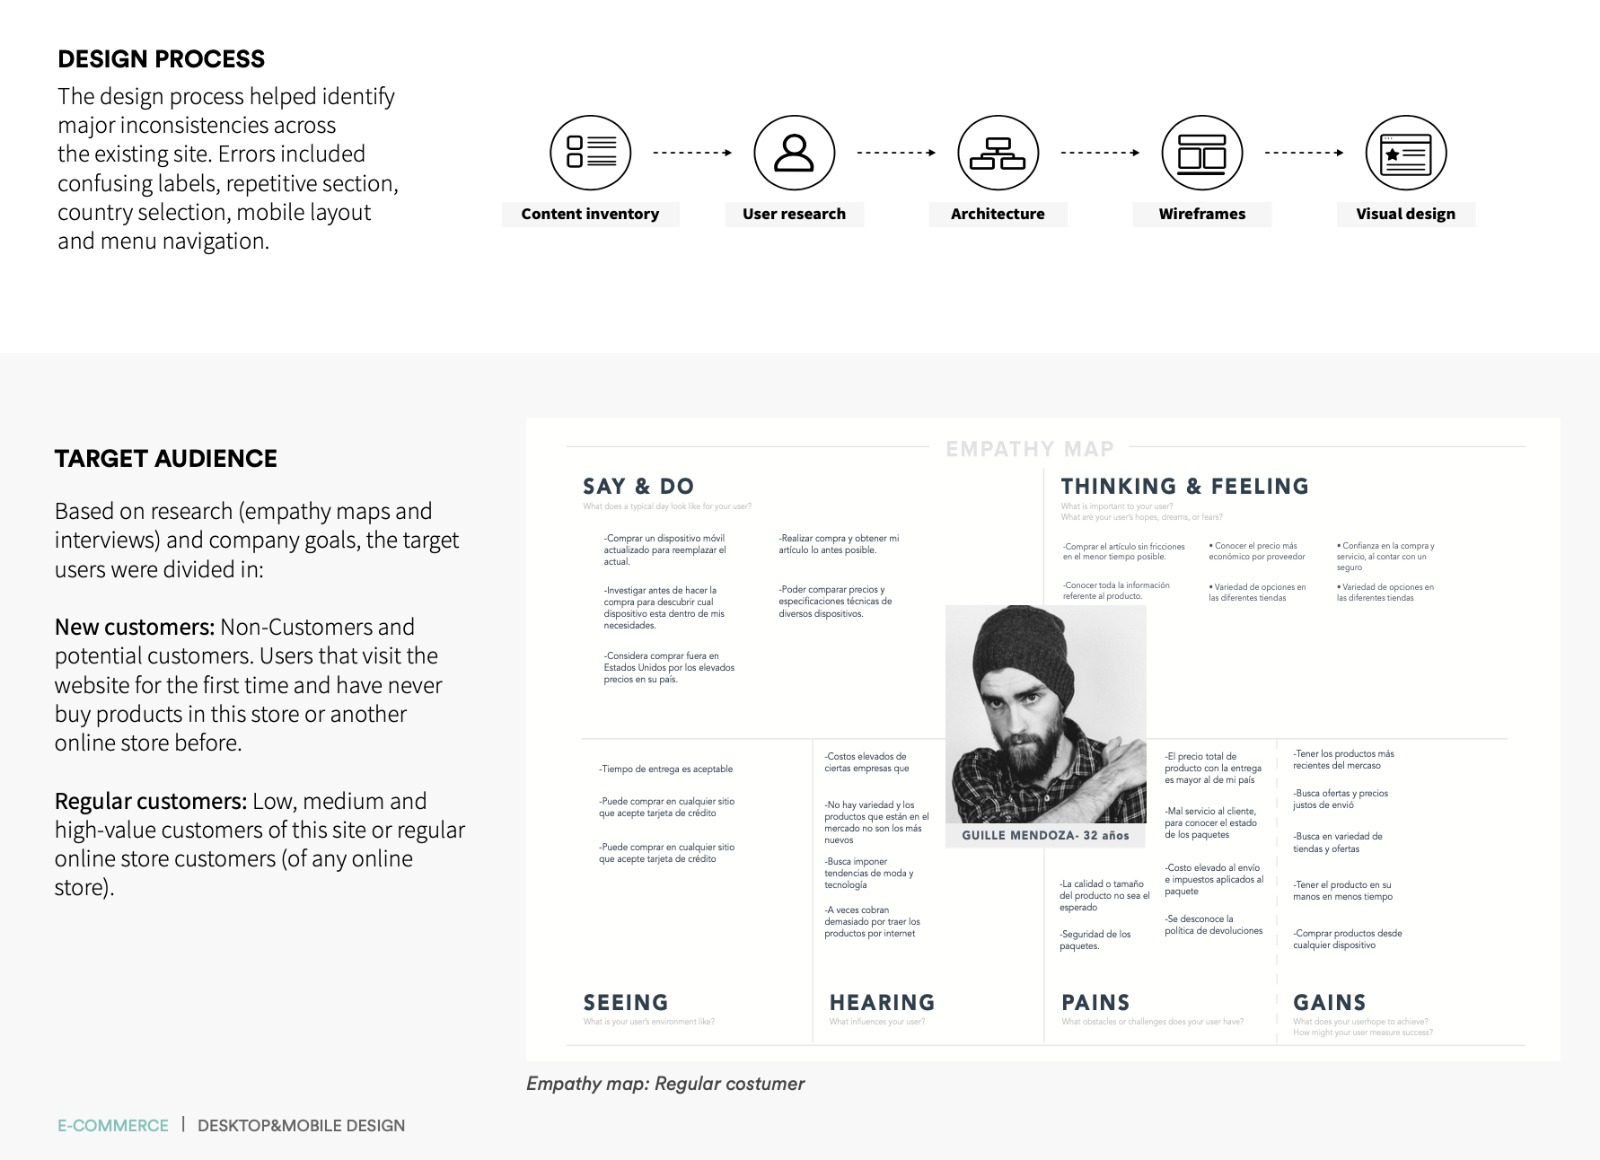 DESIGN PROCESS
The design process helped identify
major inconsistencies across
the existing site. Errors included
confusing labels, repetitive section,
country selection, mobile layout
and menu navigation.
Content inventory
User research
Architecture
Wireframes
Visual design
TARGET AUDIENCE
Based on research (empathy maps and
interviews) and company goals, the target
users were divided in:
New customers: Non-Customers and
potential customers. Users that visit the
website for the first time and have never
buy products in this store or another
online store before.
Regular customers: Low, medium and
high-value customers of this site or regular
online store customers (of any online
store).
EMPATHY MAP
SAY & DO
What does a typical day look like for your user?
-Comprar un dispositivo móvil
actualizado para reemplazar el
actual.
-Investigar antes de hacer la
compra para descubrir cual
dispositivo esta dentro de mis
necesidades.
-Considera comprar fuera en
Estados Unidos por los elevados
precios en su país.
-Realizar compra y obtener mi
artículo lo antes posible.
-Poder comparar precios y
especificaciones técnicas de
diversos dispositivos.
THINKING & FEELING
What is important to your user?
What are your user's hopes, dreams, or fears?
-Comprar el artículo sin fricciones
en el menor tiempo posible.
-Conocer toda la información
referente al producto.
• Conocer el precio más
económico por proveedor
• Variedad de opciones en
las diferentes tiendas
• Confianza en la compra y
servicio, al contar con un
seguro
• Variedad de opciones en
las diferentes tiendas
GUILLE MENDOZA- 32 años
-Tiempo de entrega es aceptable
-Puede comprar en cualquier sitio
que acepte tarjeta de crédito
-Puede comprar en cualquier sitio
que acepte tarjeta de crédito
SEEING
What is your user's environment like?
-Costos elevados de
ciertas empresas que
-No hay variedad y los
productos que están en el
mercado no son los más
nuevos
-Busca imponer
tendencias de moda y
tecnología
-A veces cobran
demasiado por traer los
productos por internet
HEARING
What influences your user?
-La calidad o tamaño
del producto no sea el
esperado
-Seguridad de los
paquetes.
-El precio total de
producto con la entrega
es mayor al de mi país
-Mal servicio al cliente,
para conocer el estado
de los paquetes
-Costo elevado al envío
e impuestos aplicados al
paquete
-Se desconoce la
política de devoluciones
PAINS
What obstacles or challenges does your user have?
-Tener los productos más
recientes del mercaso
-Busca ofertas y precios
justos de envió
-Busca en variedad de
tiendas y ofertas
-Tener el producto en su
manos en menos tiempo
-Comprar productos desde
cualquier dispositivo
GAINS
What does your userhope to achieve?
How might your user measure success?
Empathy map: Regular costumer
E-COMMERCE | DESKTOP&MOBILE DESIGN